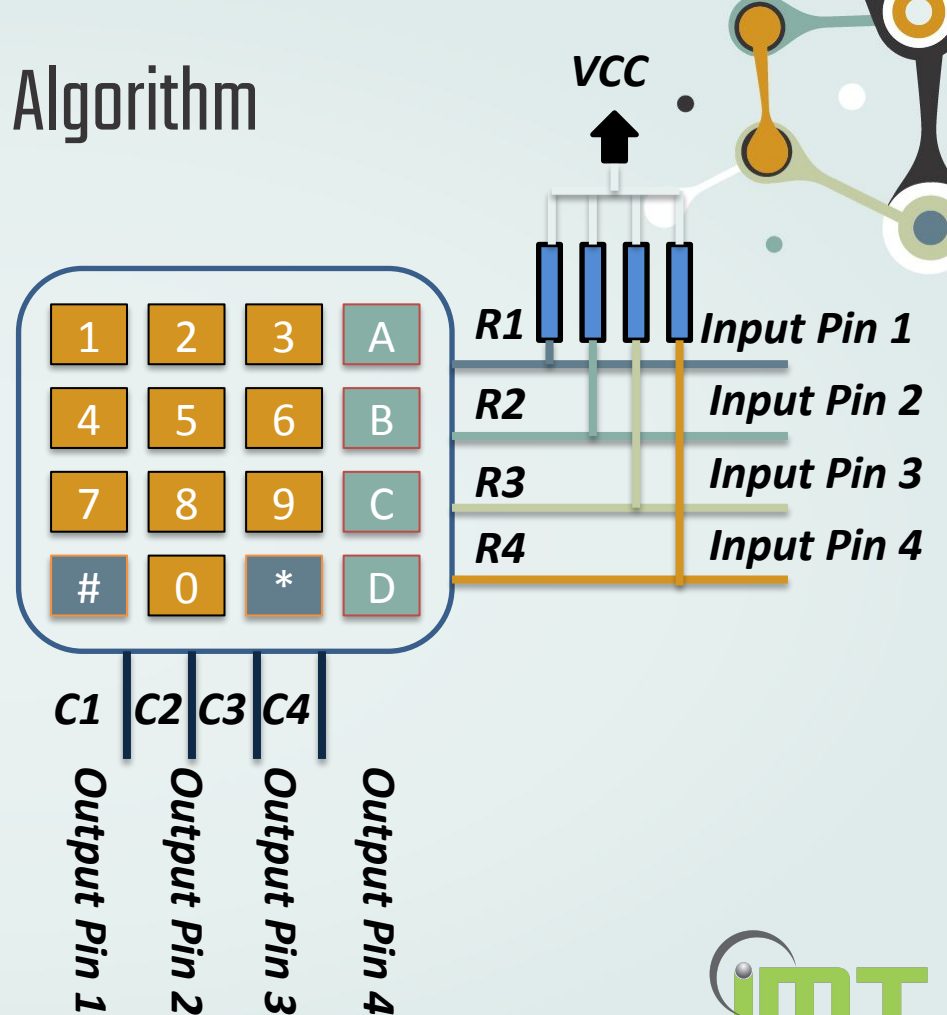 Algorithm
VCC
1 2 3 A
R1
Input Pin 1
4 5 6 B
R2
Input Pin 2
7 8 9 C
R3
Input Pin 3
# 0 * D
R4
Input Pin 4
C1 C2 C3 C4
Output Pin 1
Output Pin 2
Output Pin 3
Output Pin 4
iMT